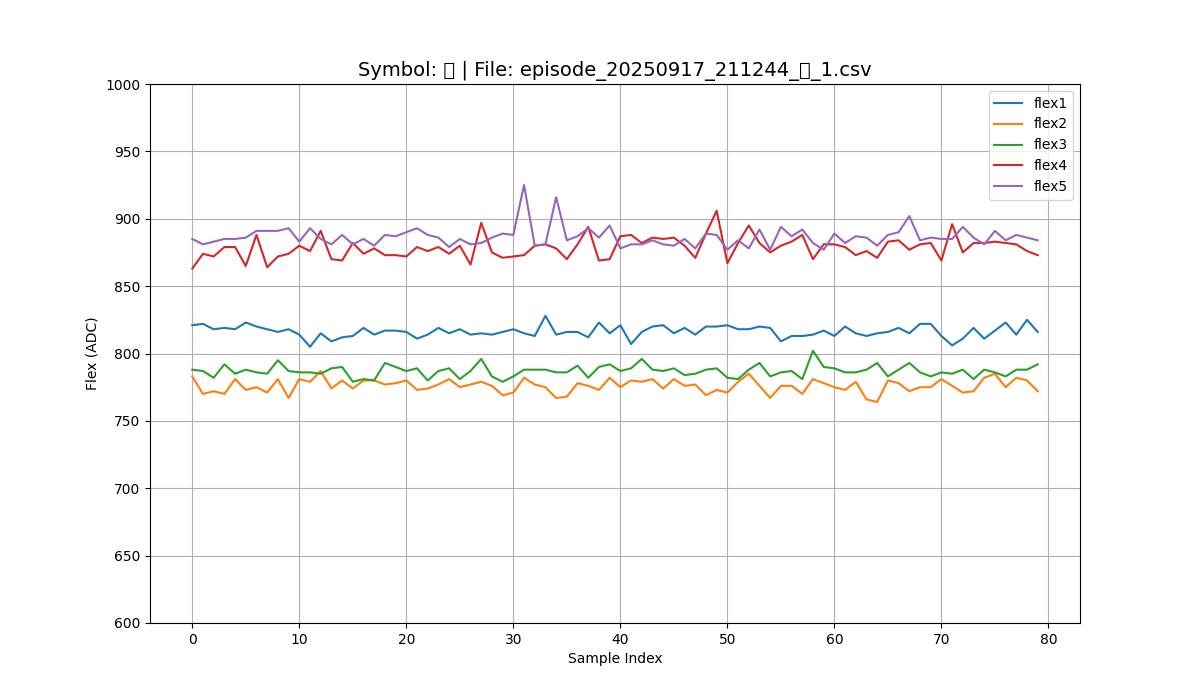 Symbol: | File: episode_20250917_211244_ _1.csv
1000
950
900
850
800
750
700
650
600
Flex (ADC)
0 10 20 30 40 50 60 70 80
Sample Index
flex1
flex2
flex3
flex4
flex5